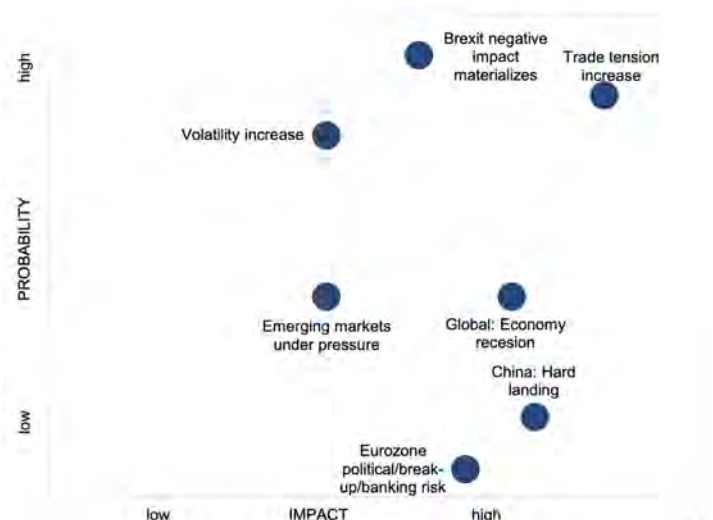 Brexit negative
impact
materializes
Trade tension
increase
high
Volatility increase
PROBABILITY
Emerging markets
under pressure
Global: Economy
recesion
China: Hard
landing
low
Eurozone
political/break-
up/banking risk
low
IMPACT
high